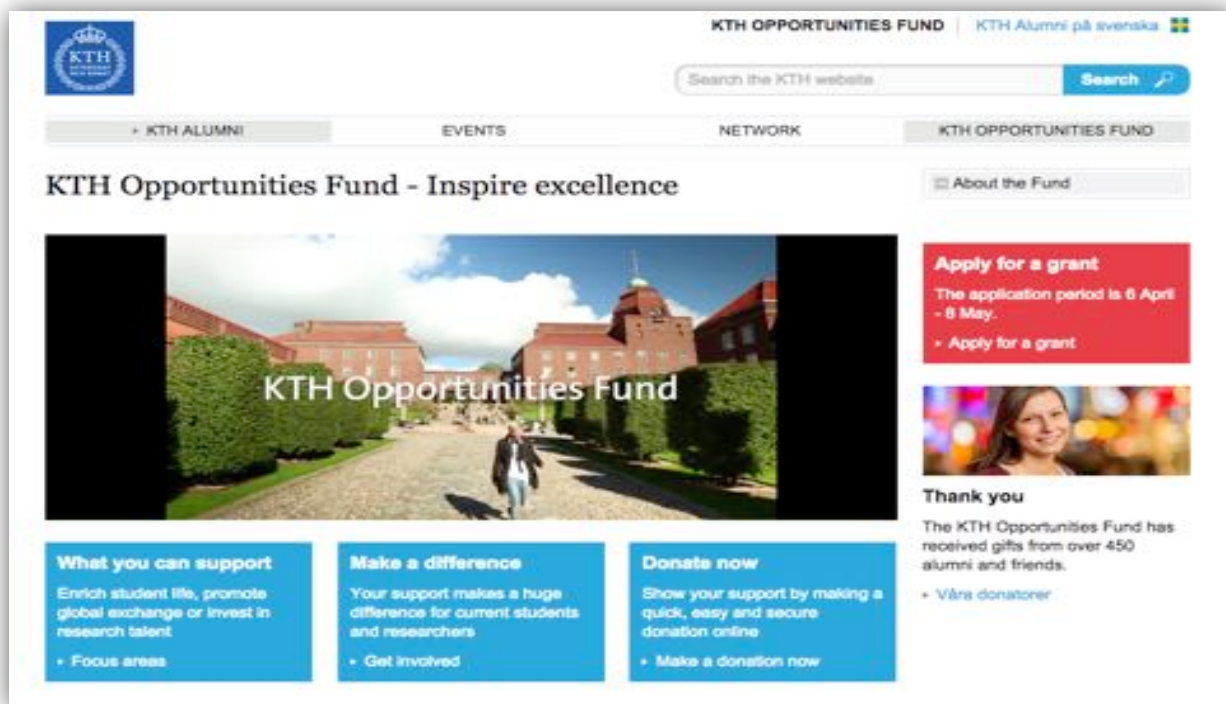 KTH OPPORTUNITIES FUND
KTH Alumni på svenska
KTH
Search the KTH website
Search
KTH ALUMNI
EVENTS
NETWORK
KTH OPPORTUNITIES FUND
KTH Opportunities Fund - Inspire excellence
About the Fund
KTH Opportunities Fund
Apply for a grant
The application period is 6 April
- 8 May.
Apply for a grant
Thank you
The KTH Opportunities Fund has
received gifts from over 450
alumni and friends.
Våra donatorer
What you can support
Enrich student life, promote
global exchange or invest in
research talent
Focus areas
Make a difference
Your support makes a huge
difference for current students
and researchers
Get involved
Donate now
Show your support by making a
quick, easy and secure
donation online
Make a donation now